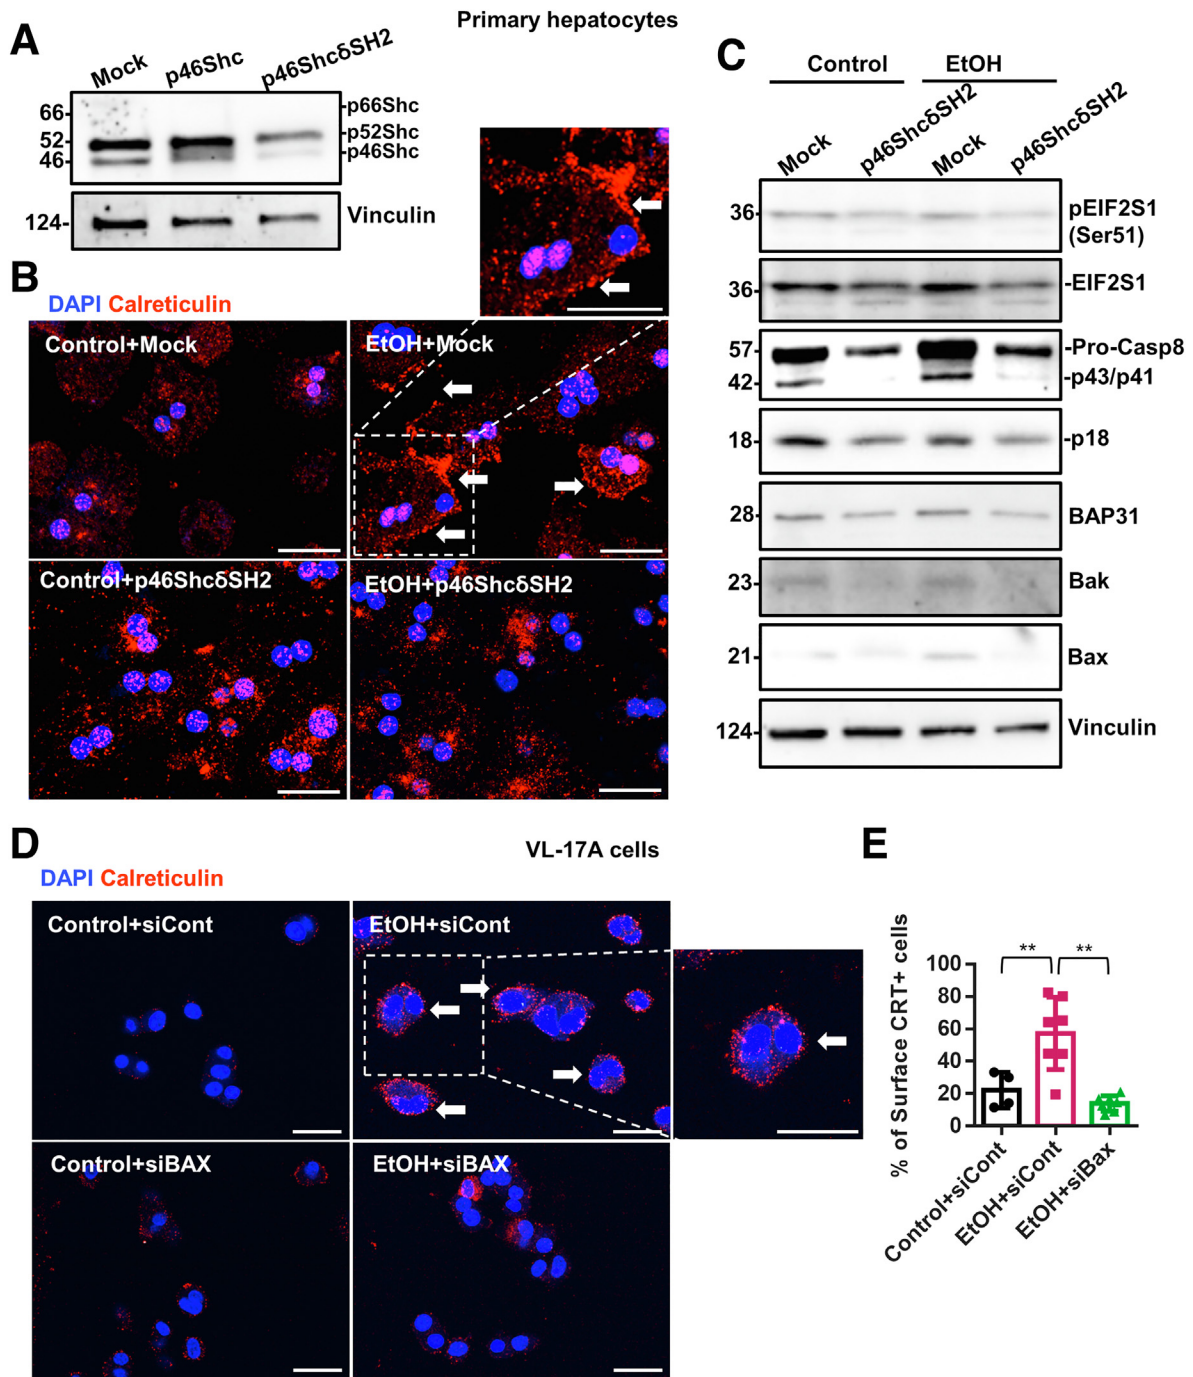 Primary hepatocytes
A
Mock
p46Shc
p46ShcδSH2
66-
52-
46-
-p66Shc
-p52Shc
-p46Shc
124-
Vinculin
B
DAPI Calreticulin
Control+Mock
EtOH+Mock
Control+p46ShcδSH2
EtOH+p46ShcδSH2
C
Control
EtOH
Mock
p46ShcδSH2
Mock
p46ShcδSH2
36-
pEIF2S1
(Ser51)
36-
-EIF2S1
57-
-Pro-Casp8
42-
-p43/p41
18-
-p18
28-
BAP31
23-
Bak
21-
Bax
124-
Vinculin
D
VL-17A cells
DAPI Calreticulin
Control+siCont
EtOH+siCont
Control+siBAX
EtOH+siBAX
E
% of Surface CRT+ cells
100
80
60
40
20
0
**
**
Control+siCont
EtOH+siCont
EtOH+siBax